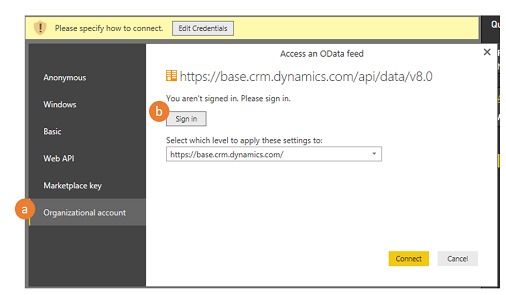 Please specify how to connect.
Edit Credentials
Access an OData feed
Anonymous
Windows
Basic
Web API
Marketplace key
a
Organizational account
https://base.crm.dynamics.com/api/data/v8.0
You aren't signed in. Please sign in.
b
Sign in
Select which level to apply these settings to:
https://base.crm.dynamics.com/
Connect
Cancel